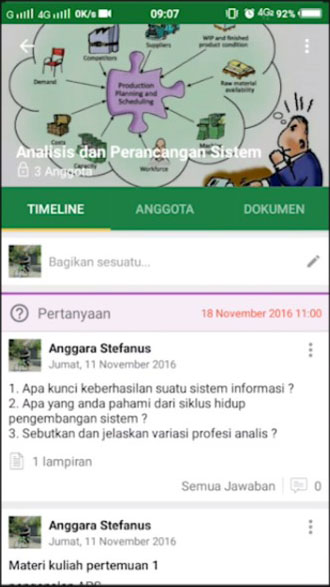 G 4G 0K/s 09:07 4G 92%
Competitors
Suppliers
WIP and finished
product condition
Demand
Production
Planning and
Scheduling
Raw material
availability
Costs
Capacity
Workforce
Analisis dan Perancangan Sistem
3 Anggota
TIMELINE ANGGOTA DOKUMEN
Bagikan sesuatu...
Pertanyaan 18 November 2016 11:00
Anggara Stefanus
Jumat, 11 November 2016
1. Apa kunci keberhasilan suatu sistem informasi ?
2. Apa yang anda pahami dari siklus hidup
pengembangan sistem ?
3. Sebutkan dan jelaskan variasi profesi analis ?
1 lampiran
Semua Jawaban 0
Anggara Stefanus
Jumat, 11 November 2016
Materi kuliah pertemuan 1